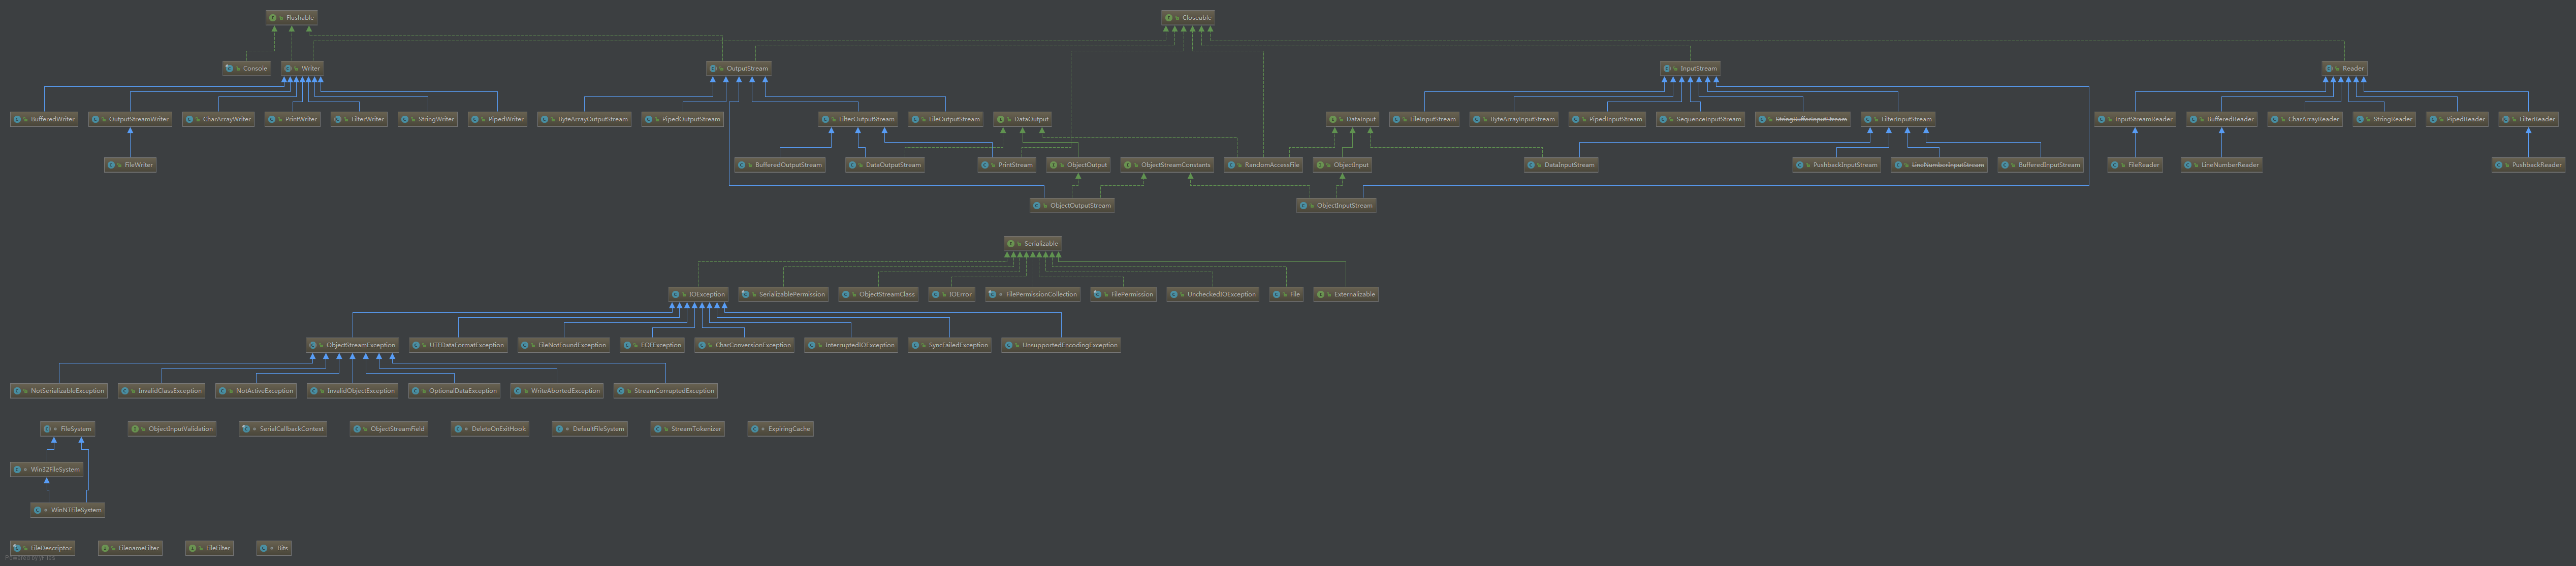 Flushable
Closeable
Console
Writer
OutputStream
InputStream
Reader
BufferedWriter
OutputStreamWriter
CharArrayWriter
PrintWriter
FilterWriter
StringWriter
PipedWriter
ByteArrayOutputStream
PipedOutputStream
FilterOutputStream
FileOutputStream
DataOutput
DataInput
FileInputStream
ByteArrayInputStream
PipedInputStream
SequenceInputStream
StringBufferInputStream
FilterInputStream
InputStreamReader
BufferedReader
CharArrayReader
StringReader
PipedReader
FilterReader
FileWriter
BufferedOutputStream
DataOutputStream
PrintStream
ObjectOutput
ObjectStreamConstants
RandomAccessFile
ObjectInput
DataInputStream
PushbackInputStream
LineNumberInputStream
BufferedInputStream
FileReader
LineNumberReader
PushbackReader
ObjectOutputStream
ObjectInputStream
Serializable
IOException
SerializablePermission
ObjectStreamClass
IOError
FilePermissionCollection
FilePermission
UncheckedIOException
File
Externalizable
ObjectStreamException
UTFDataFormatException
FileNotFoundException
EOFException
CharConversionException
InterruptedIOException
SyncFailedException
UnsupportedEncodingException
NotSerializableException
InvalidClassException
NotActiveException
InvalidObjectException
OptionalDataException
WriteAbortedException
StreamCorruptedException
FileSystem
ObjectInputValidation
SerialCallbackContext
ObjectStreamField
DeleteOnExitHook
DefaultFileSystem
StreamTokenizer
ExpiringCache
Win32FileSystem
WinNTFileSystem
FileDescriptor
FilenameFilter
FileFilter
Bits
Powered by yFiles